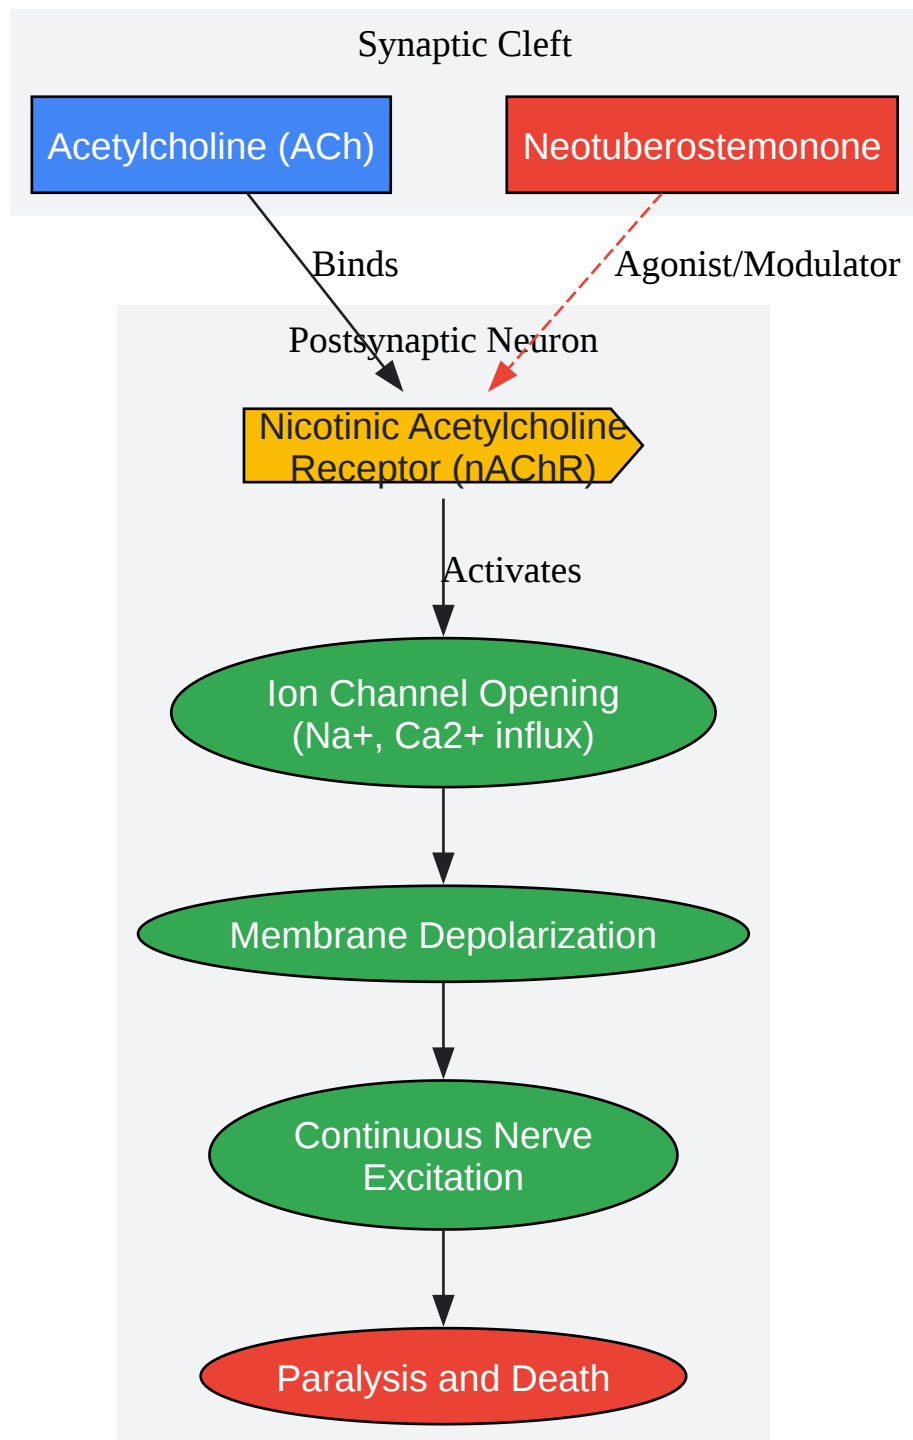 Synaptic Cleft
Acetylcholine (ACh)
Neotuberostemonone
Binds
Agonist/Modulator
Postsynaptic Neuron
Nicotinic Acetylcholine
Receptor (nAChR)
Activates
Ion Channel Opening
(Na+, Ca2+ influx)
Membrane Depolarization
Continuous Nerve
Excitation
Paralysis and Death